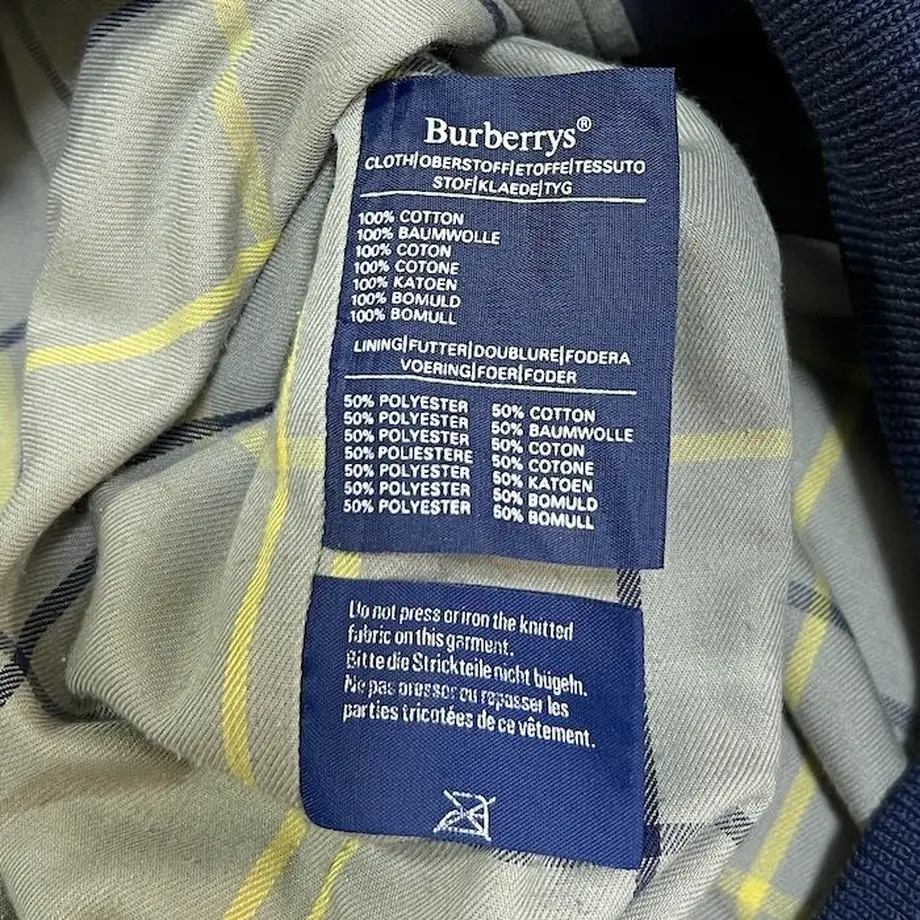 Burberrys®
CLOTH|OBERSTOFF|ETOFFE|TESSUTO
STOF|KLAEDE|TYG
100% COTTON
100% BAUMWOLLE
100% COTON
100% COTONE
100% KATOEN
100% BOMULD
100% BOMULL
LINING|FUTTER|DOUBLURE|FODERA
VOERING|FOER|FODER
50% POLYESTER 50% COTTON
50% POLYESTER 50% BAUMWOLLE
50% POLYESTER 50% COTON
50% POLIESTERE 50% COTONE
50% POLYESTER 50% KATOEN
50% POLYESTER 50% BOMULD
50% POLYESTER 50% BOMULL
Do not press or iron the knitted
fabric on this garment.
Bitte die Strickteile nicht bügeln.
Ne pas presser ou repasser les
parties tricotées de ce vêtement.